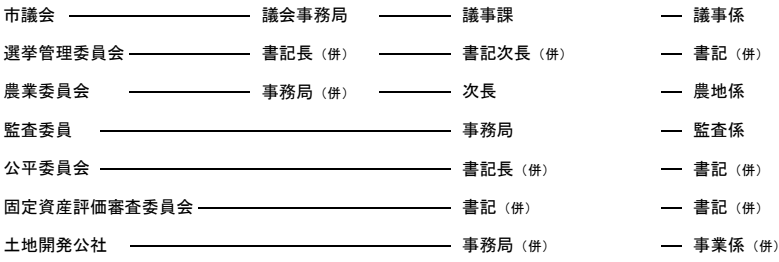 市議会 議会事務局 議事課 議事係
選挙管理委員会 書記長（併） 書記次長（併） 書記（併）
農業委員会 事務局（併） 次長 農地係
監査委員 事務局 監査係
公平委員会 書記長（併） 書記（併）
固定資産評価審査委員会 書記（併） 書記（併）
土地開発公社 事務局（併） 事業係（併）